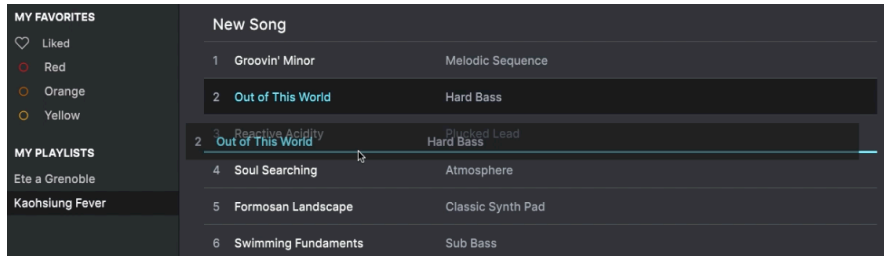 MY FAVORITES
Liked
Red
Orange
Yellow
MY PLAYLISTS
Ete a Grenoble
Kaohsiung Fever
New Song
1 Groovin' Minor Melodic Sequence
2 Out of This World Hard Bass
3 Reactive Acidity Plucked Lead
2 Out of This World Hard Bass
4 Soul Searching Atmosphere
5 Formosan Landscape Classic Synth Pad
6 Swimming Fundaments Sub Bass